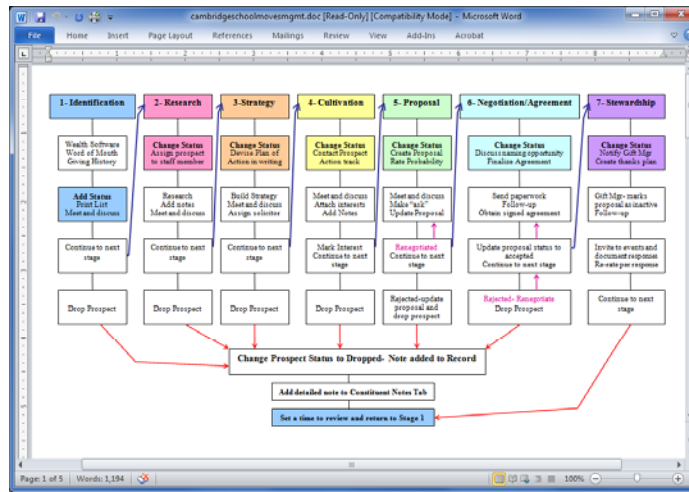 cambridgeschoolmovesmgmt.doc [Read-Only] [Compatibility Mode] - Microsoft Word
File Home Insert Page Layout References Mailings Review View Add-Ins Acrobat
1- Identification
Wealth Software
Word of Mouth
Giving History
Add Status
Print List
Meet and discuss
Continue to next
stage
Drop Prospect
2- Research
Change Status
Assign prospect
to staff member
Research
Add notes
Meet and discuss
Continue to next
stage
Drop Prospect
3-Strategy
Change Status
Devise Plan of
Action in writing
Build Strategy
Meet and discuss
Assign solicitor
Continue to next
stage
Drop Prospect
4- Cultivation
Change Status
Contact Prospect
Action track
Meet and discuss
Attach interests
Add Notes
Mark Interest
Continue to next
stage
Drop Prospect
5- Proposal
Change Status
Create Proposal
Rate Probability
Meet and discuss
Make "ask"
Update Proposal
Renegotiated
Continue to next
stage
Rejected-update
proposal and
drop prospect
6- Negotiation/Agreement
Change Status
Discuss naming opportunity
Finalise Agreement
Send paperwork
Follow-up
Obtain signed agreement
Update proposal status to
accepted
Continue to next stage
Rejected- Renegotiate
Drop Prospect
7- Stewardship
Change Status
Notify Gift Mgr
Create thanks plan
Gift Mgr- marks
proposal as inactive
Follow-up
Invite to events and
document response
Re-rate per response
Continue to next
stage
Change Prospect Status to Dropped- Note added to Record
Add detailed note to Constituent Notes Tab
Set a time to review and return to Stage 1
Page: 1 of 5 Words: 1,194 100%